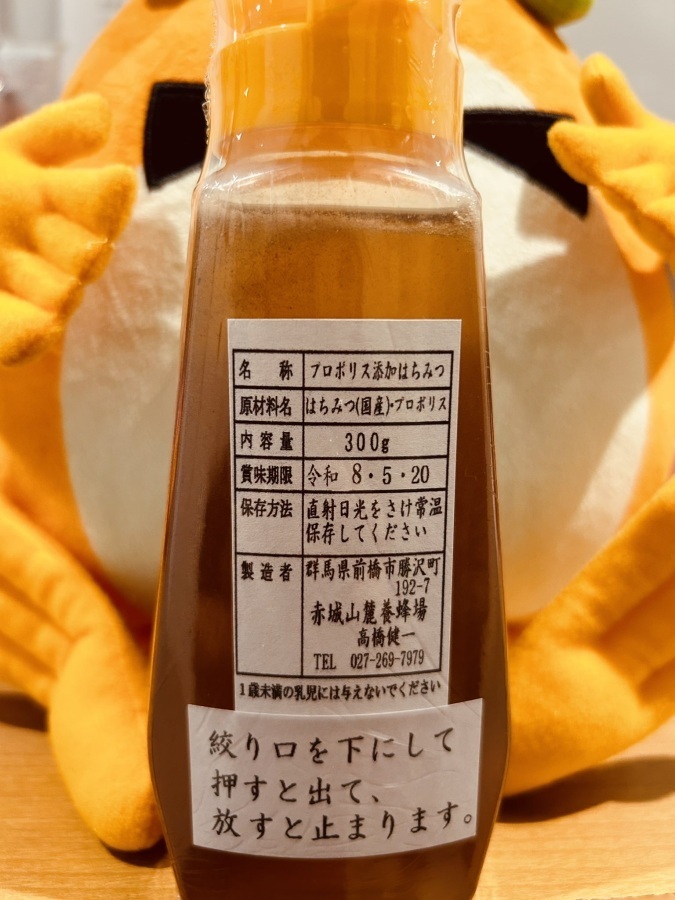 名称 プロポリス添加はちみつ
原材料名 はちみつ(国産)・プロポリス
内容量 300g
賞味期限 令和 8・5・20
保存方法 直射日光をさけ常温
保存してください
製造者 群馬県前橋市勝沢町
192-7
赤城山麓養蜂場
高橋健一
TEL 027-269-7979
1歳未満の乳児には与えないでください
絞り口を下にして
押すと出て、
放すと止まります。